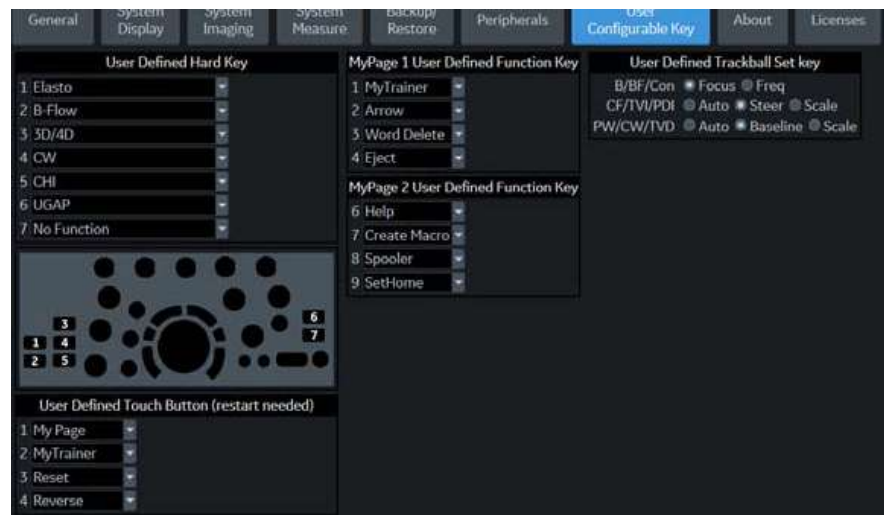 General
System
Display
System
Imaging
System
Measure
Backup/
Restore
Peripherals
User
Configurable Key
About
Licenses
User Defined Hard Key
1 Elasto
2 B-Flow
3 3D/4D
4 CW
5 CHI
6 UGAP
7 No Function
3
1 4
2 5
6
7
User Defined Touch Button (restart needed)
1 My Page
2 MyTrainer
3 Reset
4 Reverse
MyPage 1 User Defined Function Key
1 MyTrainer
2 Arrow
3 Word Delete
4 Eject
MyPage 2 User Defined Function Key
6 Help
7 Create Macro
8 Spooler
9 SetHome
User Defined Trackball Set key
B/BF/Con Focus Freq
CF/TVI/PDI Auto Steer Scale
PW/CW/TVD Auto Baseline Scale